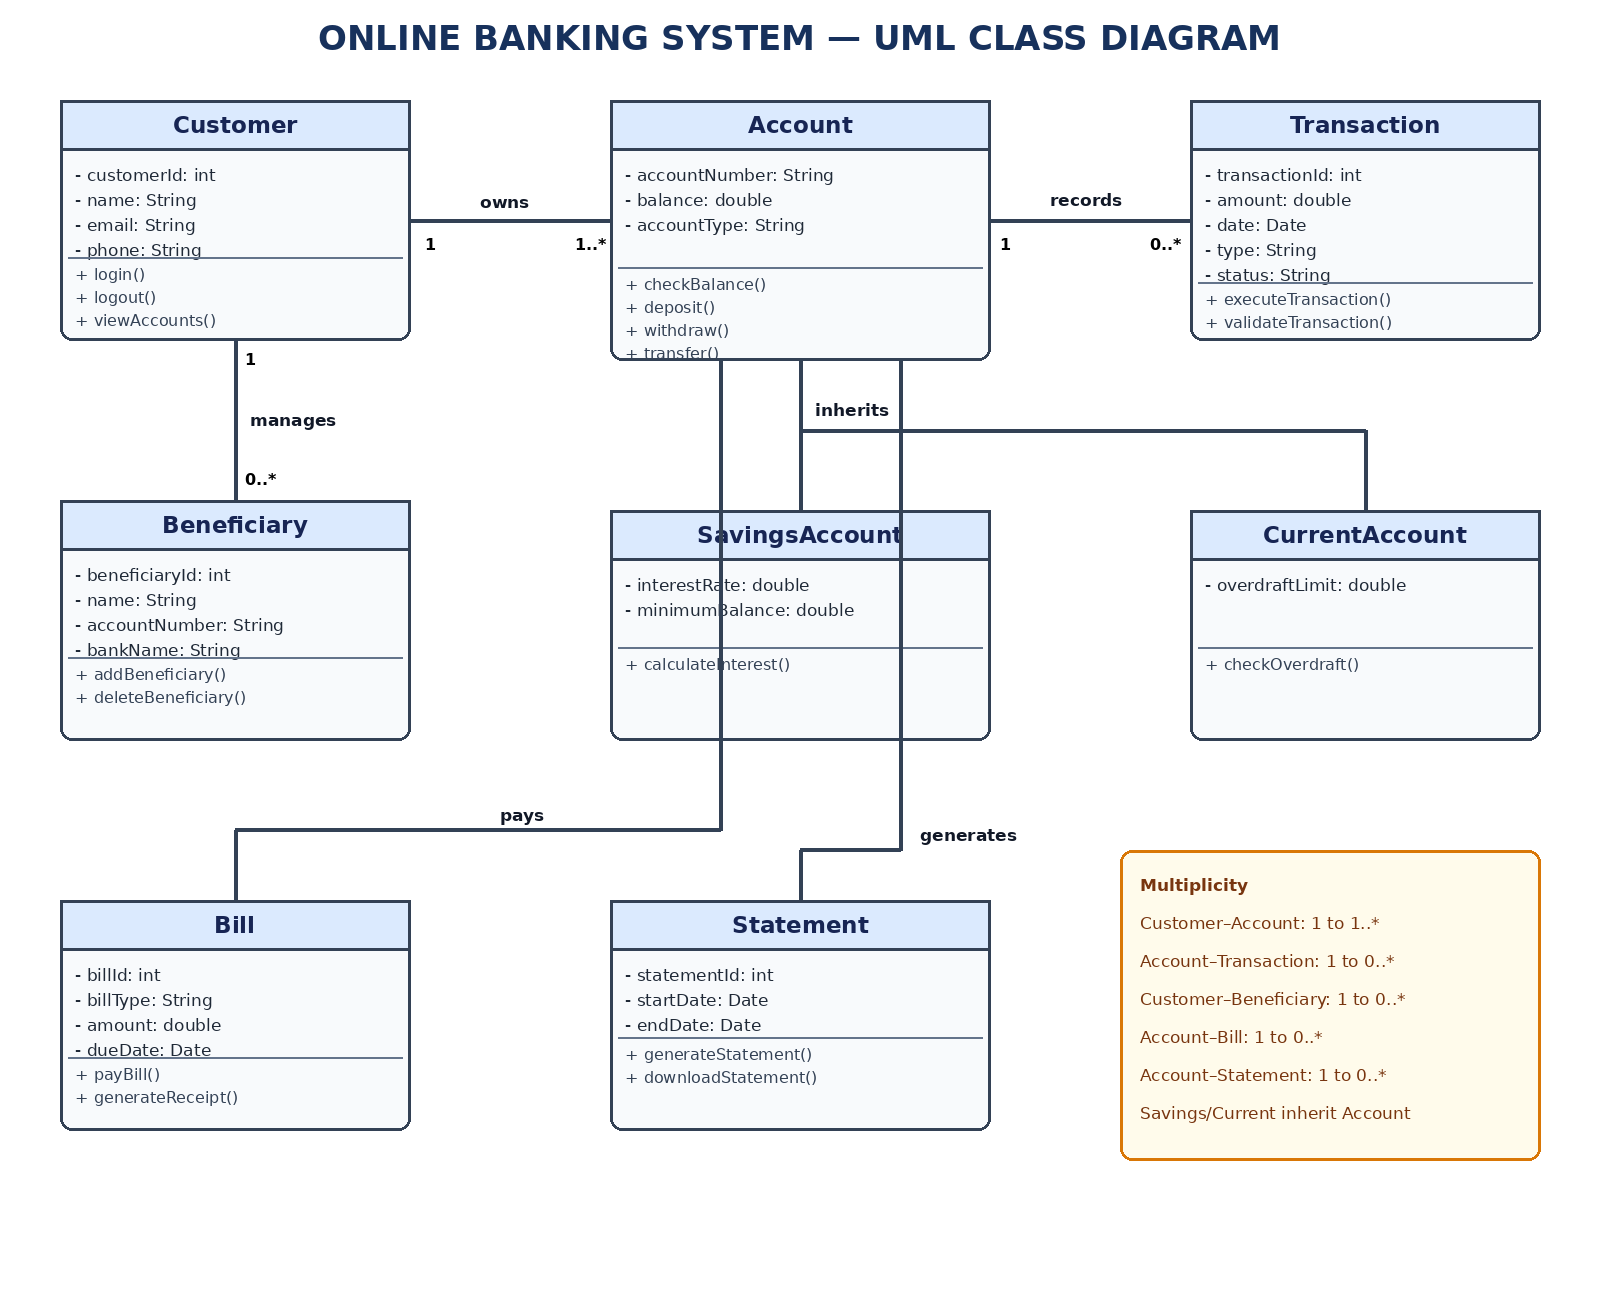 ONLINE BANKING SYSTEM — UML CLASS DIAGRAM
Customer
- customerId: int
- name: String
- email: String
- phone: String
+ login()
+ logout()
+ viewAccounts()
owns
1
1..*
Account
- accountNumber: String
- balance: double
- accountType: String
+ checkBalance()
+ deposit()
+ withdraw()
+ transfer()
records
1
0..*
Transaction
- transactionId: int
- amount: double
- date: Date
- type: String
- status: String
+ executeTransaction()
+ validateTransaction()
1
manages
0..*
inherits
Beneficiary
- beneficiaryId: int
- name: String
- accountNumber: String
- bankName: String
+ addBeneficiary()
+ deleteBeneficiary()
SavingsAccount
- interestRate: double
- minimumBalance: double
+ calculateInterest()
CurrentAccount
- overdraftLimit: double
+ checkOverdraft()
pays
generates
Bill
- billId: int
- billType: String
- amount: double
- dueDate: Date
+ payBill()
+ generateReceipt()
Statement
- statementId: int
- startDate: Date
- endDate: Date
+ generateStatement()
+ downloadStatement()
Multiplicity
Customer–Account: 1 to 1..*
Account–Transaction: 1 to 0..*
Customer–Beneficiary: 1 to 0..*
Account–Bill: 1 to 0..*
Account–Statement: 1 to 0..*
Savings/Current inherit Account